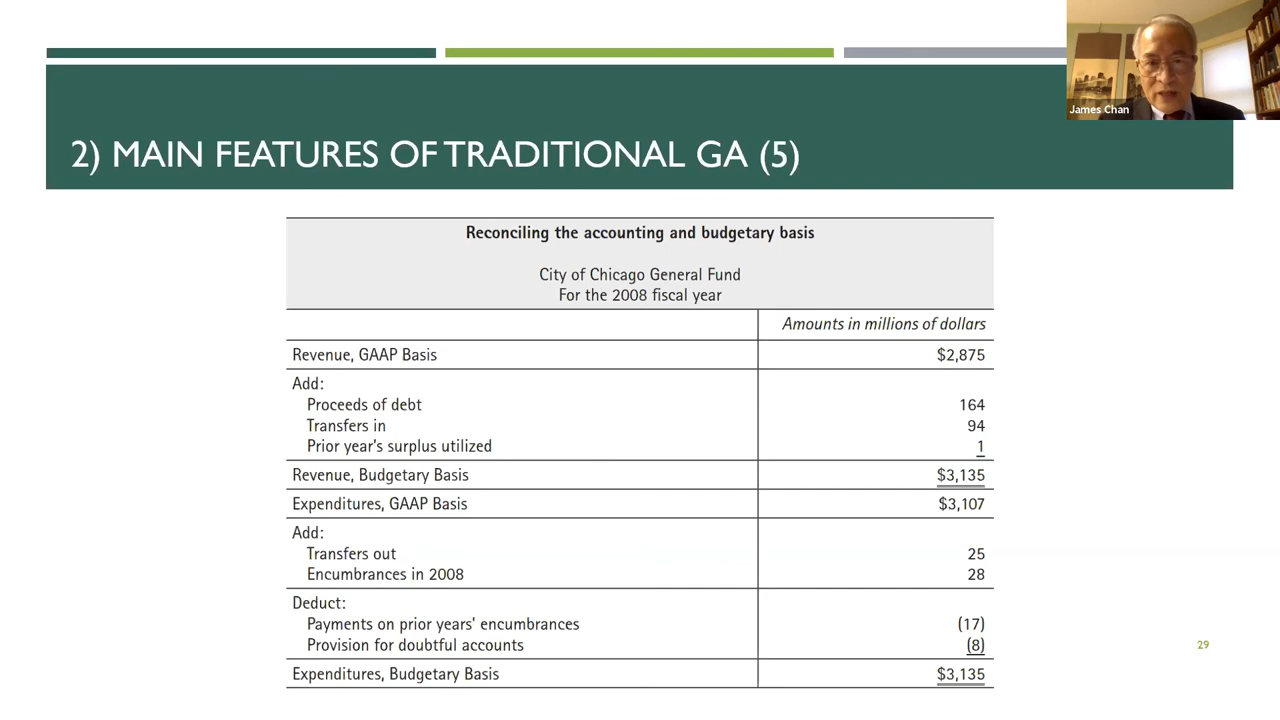 James Chan
2) MAIN FEATURES OF TRADITIONAL GA (5)
Reconciling the accounting and budgetary basis
City of Chicago General Fund
For the 2008 fiscal year
Amounts in millions of dollars
Revenue, GAAP Basis $2,875
Add:
Proceeds of debt 164
Transfers in 94
Prior year's surplus utilized 1
Revenue, Budgetary Basis $3,135
Expenditures, GAAP Basis $3,107
Add:
Transfers out 25
Encumbrances in 2008 28
Deduct:
Payments on prior years' encumbrances (17)
Provision for doubtful accounts (8)
Expenditures, Budgetary Basis $3,135
29